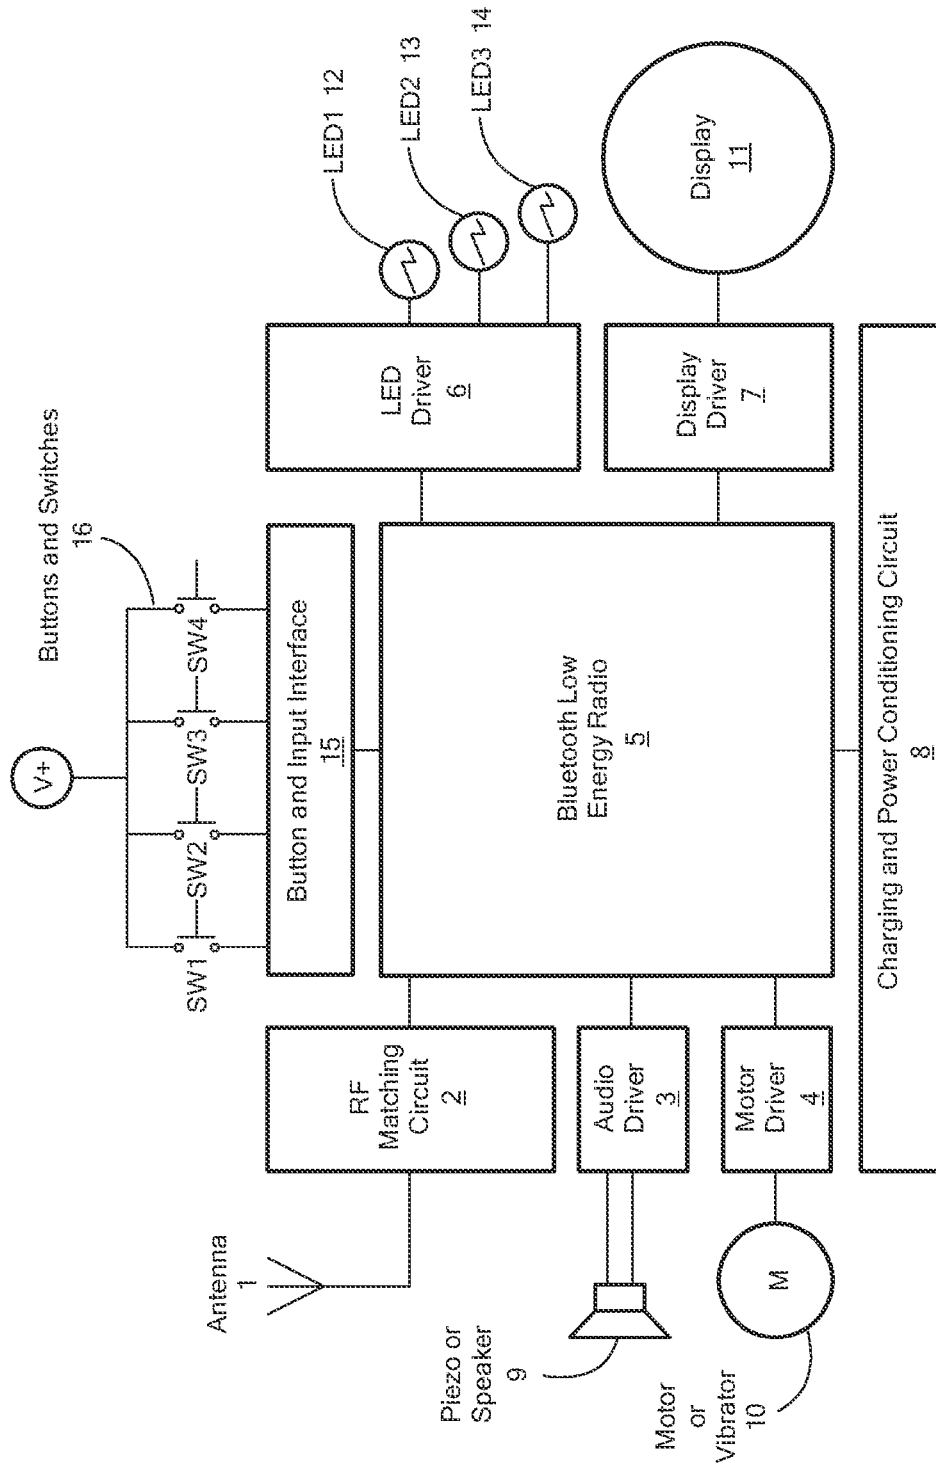 V+
Buttons and Switches
16
SW1
SW2
SW3
SW4
Antenna
1
RF
Matching
Circuit
2
Button and Input Interface
15
LED
Driver
6
LED1 12
LED2 13
LED3 14
Piezo or
Speaker
9
Audio
Driver
3
Bluetooth Low
Energy Radio
5
Display
Driver
7
Display
11
Motor
or
Vibrator
10
M
Motor
Driver
4
Charging and Power Conditioning Circuit
8